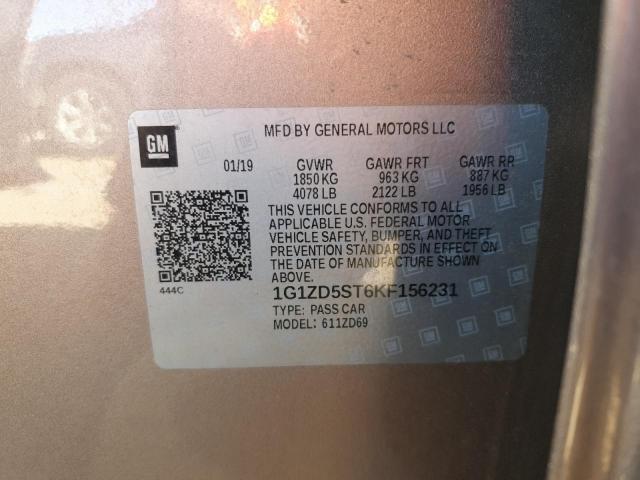 GM
MFD BY GENERAL MOTORS LLC
01/19 GVWR GAWR FRT GAWR RR
1850 KG 963 KG 887 KG
4078 LB 2122 LB 1956 LB
THIS VEHICLE CONFORMS TO ALL
APPLICABLE U.S. FEDERAL MOTOR
VEHICLE SAFETY, BUMPER, AND THEFT
PREVENTION STANDARDS IN EFFECT ON
THE DATE OF MANUFACTURE SHOWN
ABOVE.
444C
1G1ZD5ST6KF156231
TYPE: PASS CAR
MODEL: 611ZD69